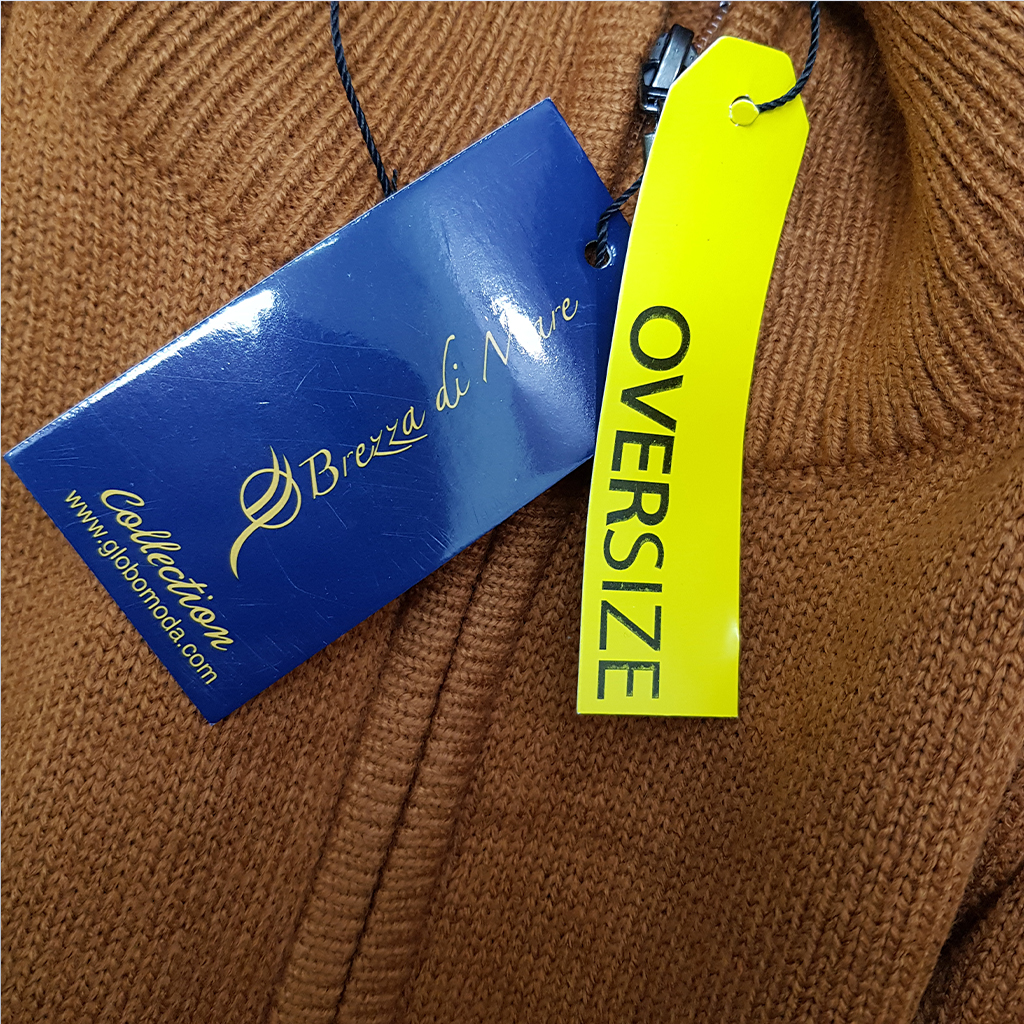 Brezza di Mare
Collection
www.globomoda.com
OVERSIZE